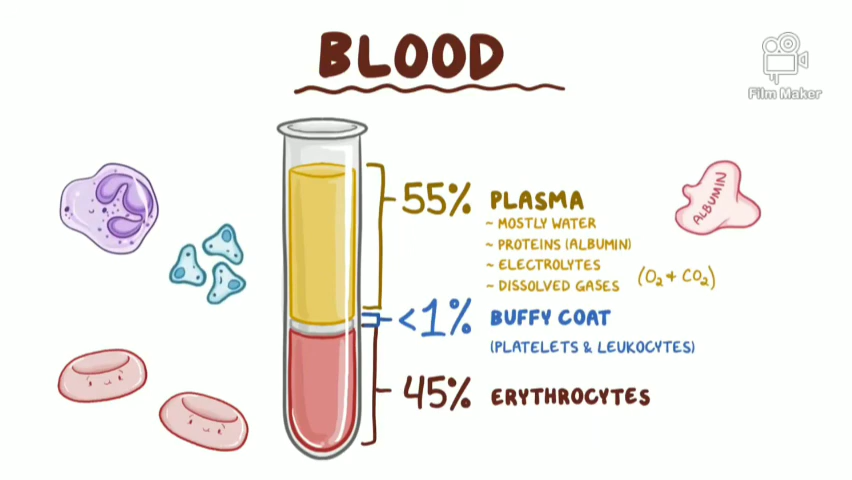 BLOOD
Film Maker
55% PLASMA
~ MOSTLY WATER
~ PROTEINS (ALBUMIN)
~ ELECTROLYTES
~ DISSOLVED GASES (O₂ + CO₂)
ALBUMIN
<1% BUFFY COAT
(PLATELETS & LEUKOCYTES)
45% ERYTHROCYTES